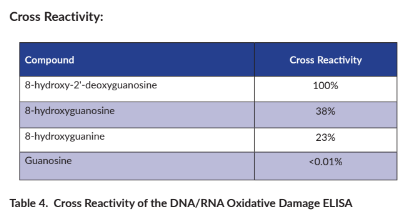 Cross Reactivity:
Compound Cross Reactivity
8-hydroxy-2'-deoxyguanosine 100%
8-hydroxyguanosine 38%
8-hydroxyguanine 23%
Guanosine <0.01%
Table 4. Cross Reactivity of the DNA/RNA Oxidative Damage ELISA